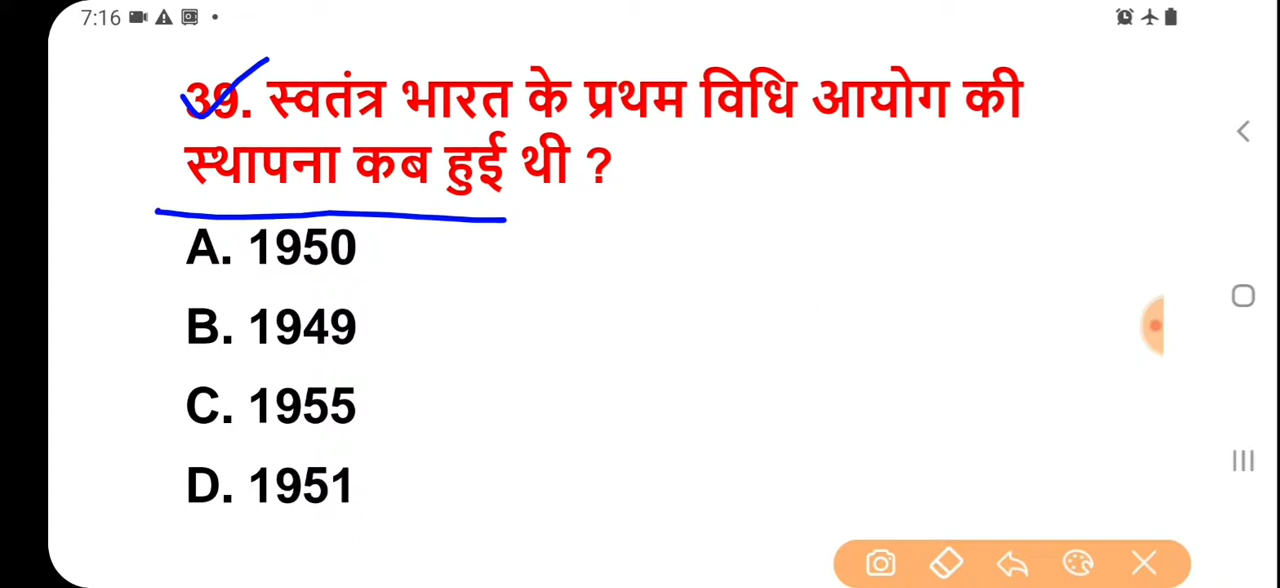 7:16
39. स्वतंत्र भारत के प्रथम विधि आयोग की
स्थापना कब हुई थी ?
A. 1950
B. 1949
C. 1955
D. 1951